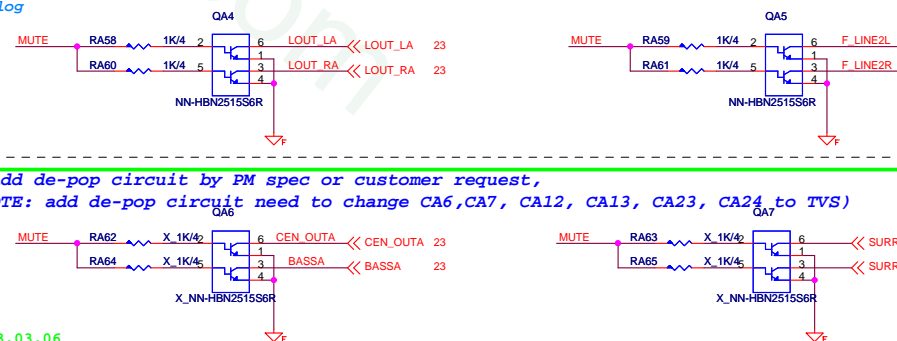 log
QA4
QA5
MUTE RA58 1K/4 2 6 LOUT_LA LOUT_LA 23
1
RA60 1K/4 5 3 LOUT_RA LOUT_RA 23
4
NN-HBN2515S6R
F
MUTE RA59 1K/4 2 6 F_LINE2L
1
RA61 1K/4 5 3 F_LINE2R
4
NN-HBN2515S6R
F
om
dd de-pop circuit by PM spec or customer request,
TE: add de-pop circuit need to change CA6,CA7, CA12, CA13, CA23, CA24 to TVS)
QA6
QA7
MUTE RA62 X_1K/4 2 6 CEN_OUTA CEN_OUTA 23
1
RA64 X_1K/4 5 3 BASSA BASSA 23
4
X_NN-HBN2515S6R
F
MUTE RA63 X_1K/4 2 6 SURR
1
RA65 X_1K/4 5 3 SURR
4
X_NN-HBN2515S6R
F
.03.06